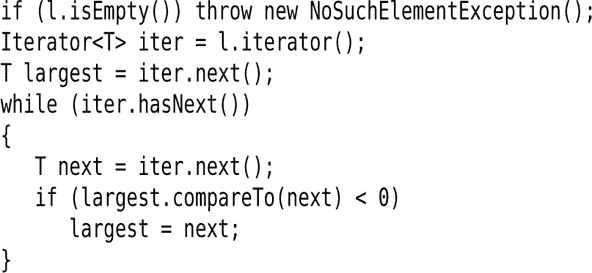 if (l.isEmpty()) throw new NoSuchElementException();
Iterator<T> iter = l.iterator();
T largest = iter.next();
while (iter.hasNext())
{
   T next = iter.next();
   if (largest.compareTo(next) < 0)
      largest = next;
}